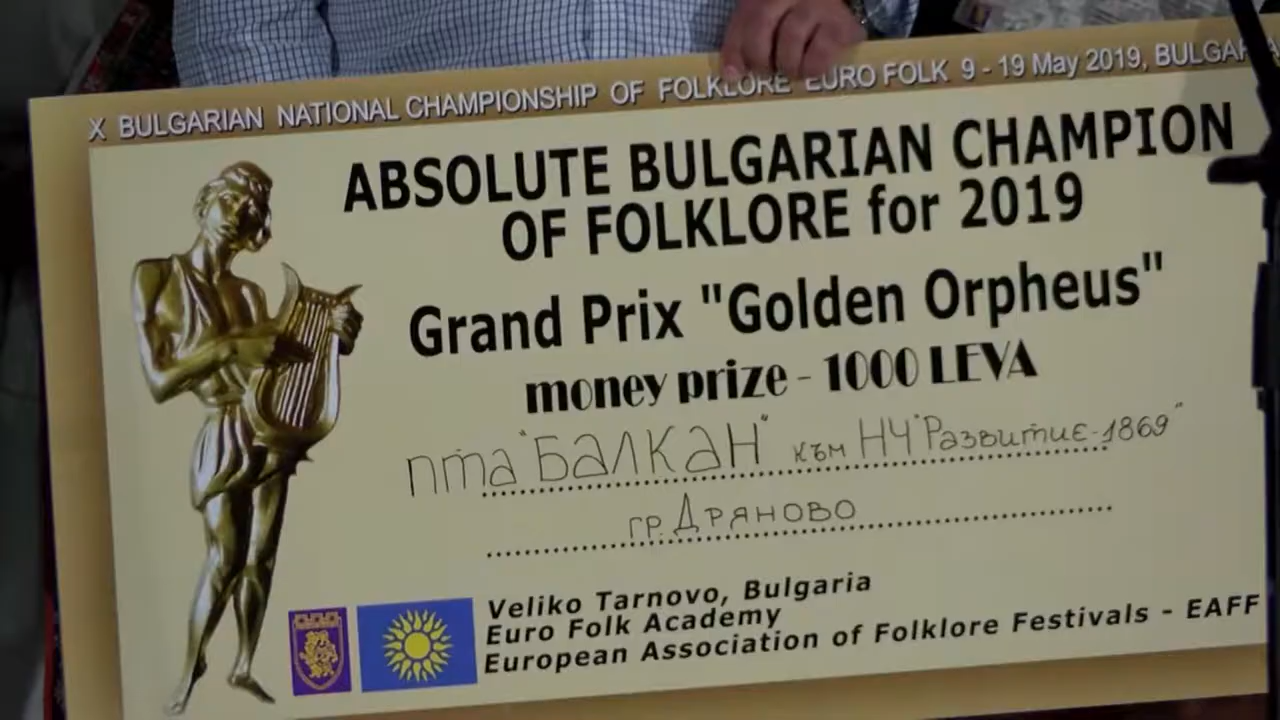 X BULGARIAN NATIONAL CHAMPIONSHIP OF FOLKLORE EURO FOLK 9 - 19 May 2019, BULGARIA
ABSOLUTE BULGARIAN CHAMPION
OF FOLKLORE for 2019
Grand Prix "Golden Orpheus"
money prize - 1000 LEVA
пта "БАЛКАН" към НЧ "Развитие-1869"
гр. Дряново
Veliko Tarnovo, Bulgaria
Euro Folk Academy
European Association of Folklore Festivals - EAFF